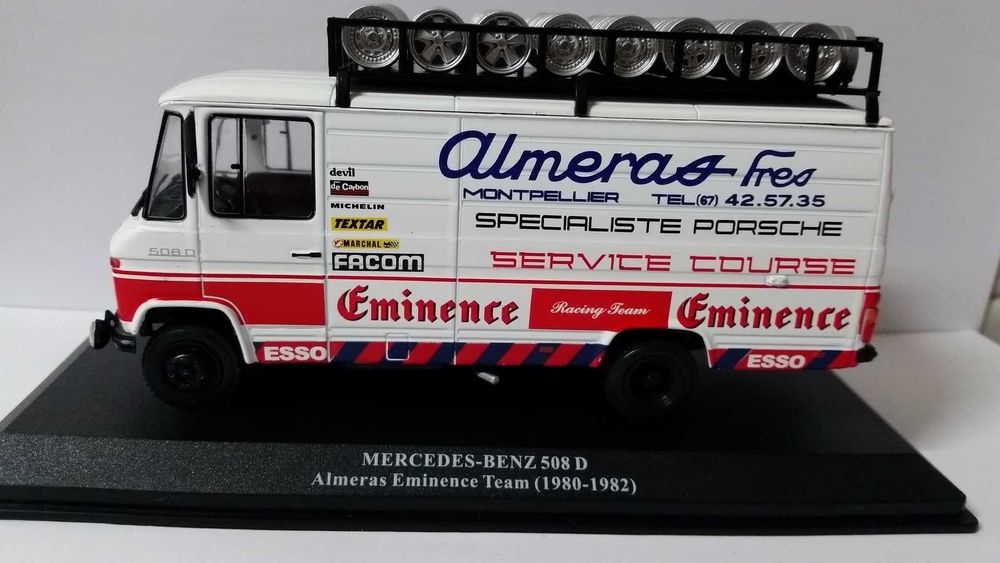 almeras Fres
MONTPELLIER TEL (67) 42.57.35
SPECIALISTE PORSCHE
SERVICE COURSE
devil
de Carbon
MICHELIN
TEXTAR
MARCHAL
FACOM
508 D
Eminence Racing Team Eminence
ESSO ESSO
MERCEDES-BENZ 508 D
Almeras Eminence Team (1980-1982)